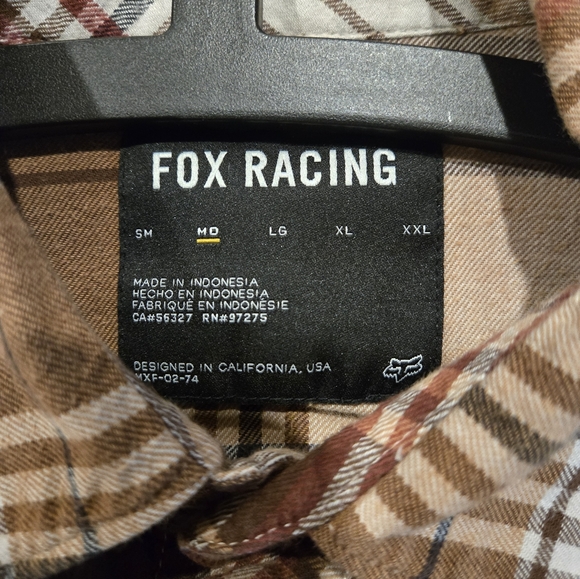 FOX RACING
SM MD LG XL XXL
MADE IN INDONESIA
HECHO EN INDONESIA
FABRIQUÉ EN INDONÉSIE
CA#56327 RN#97275
DESIGNED IN CALIFORNIA, USA
MXF-02-74